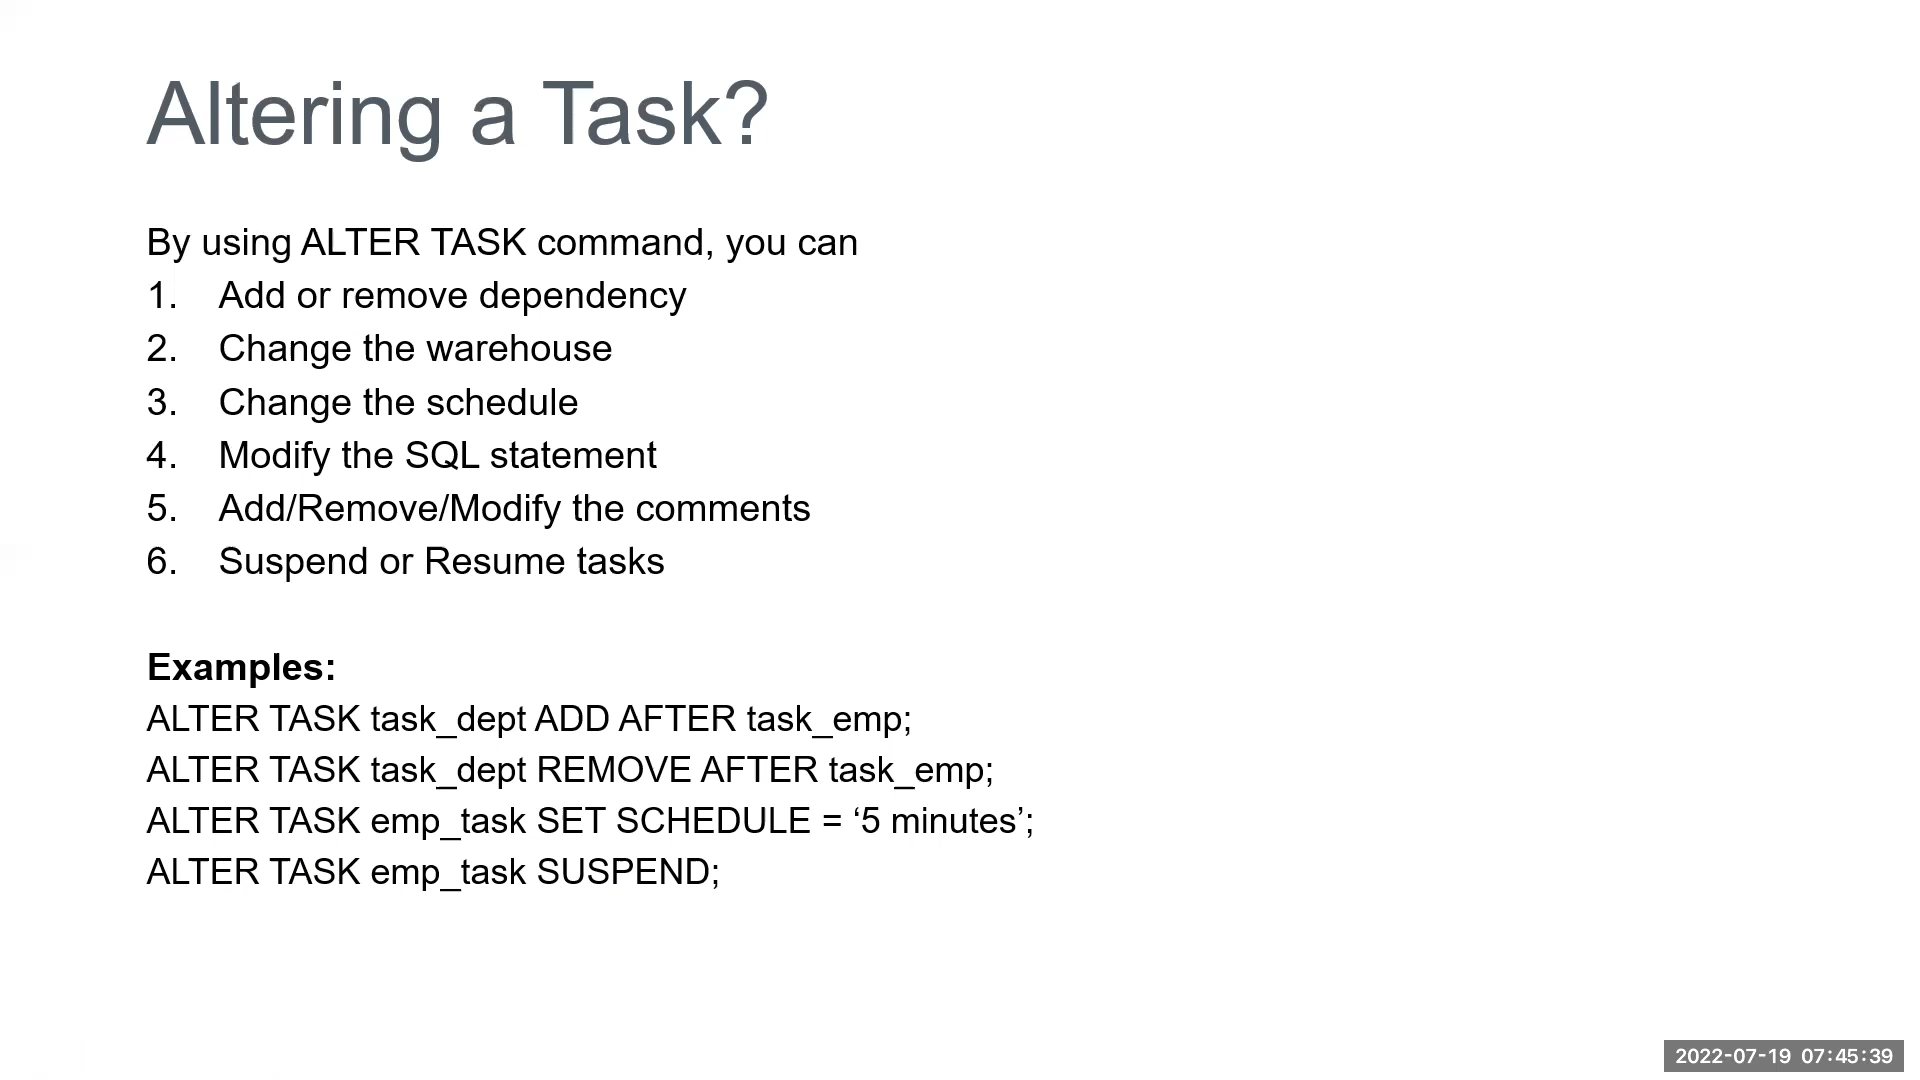 Altering a Task?
By using ALTER TASK command, you can
1. Add or remove dependency
2. Change the warehouse
3. Change the schedule
4. Modify the SQL statement
5. Add/Remove/Modify the comments
6. Suspend or Resume tasks
Examples:
ALTER TASK task_dept ADD AFTER task_emp;
ALTER TASK task_dept REMOVE AFTER task_emp;
ALTER TASK emp_task SET SCHEDULE = ‘5 minutes’;
ALTER TASK emp_task SUSPEND;
2022-07-19 07:45:39